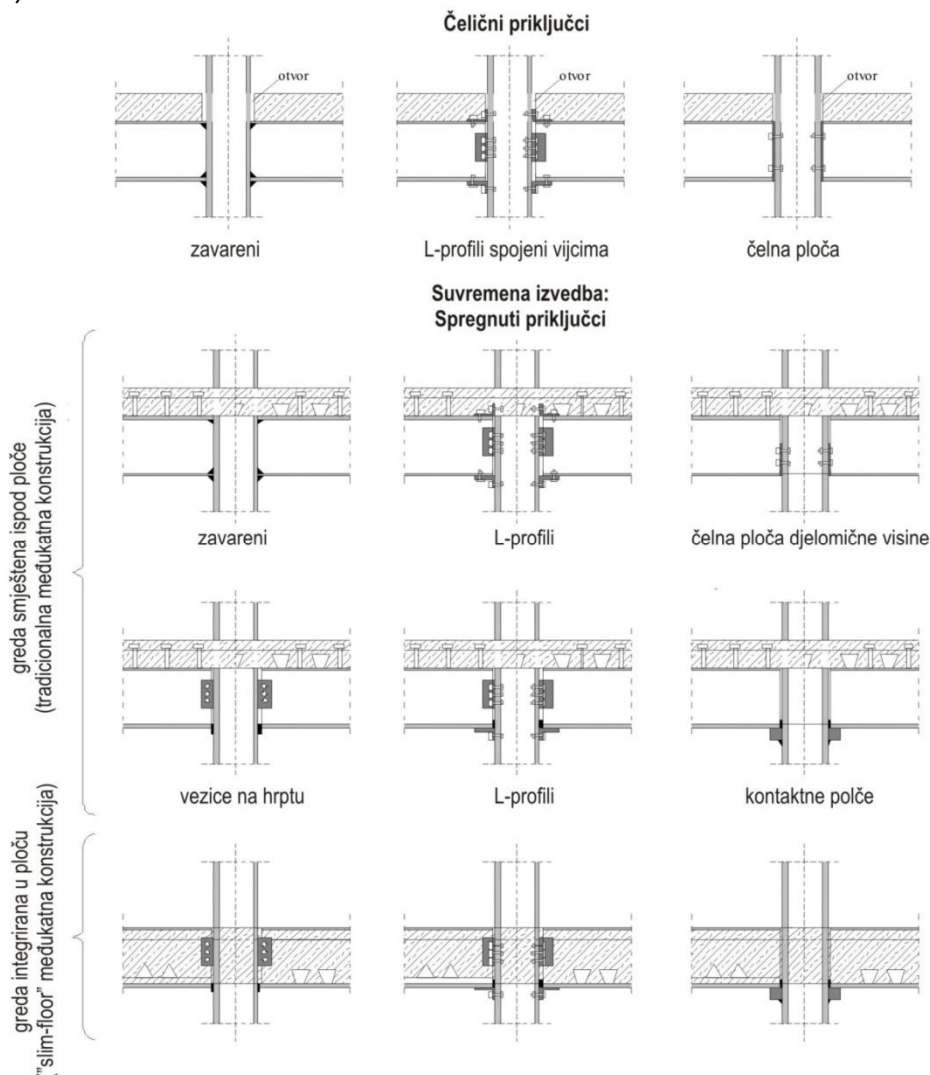 Čelični priključci
otvor
otvor
otvor
zavareni
L-profili spojeni vijcima
čelna ploča
Suvremena izvedba:
Spregnuti priključci
greda smještena ispod ploče
(tradicionalna međukatna konstrukcija)
zavareni
L-profili
čelna ploča djelomične visine
vezice na hrptu
L-profili
kontaktne polče
greda integrirana u ploču
("slim-floor" međukatna konstrukcija)